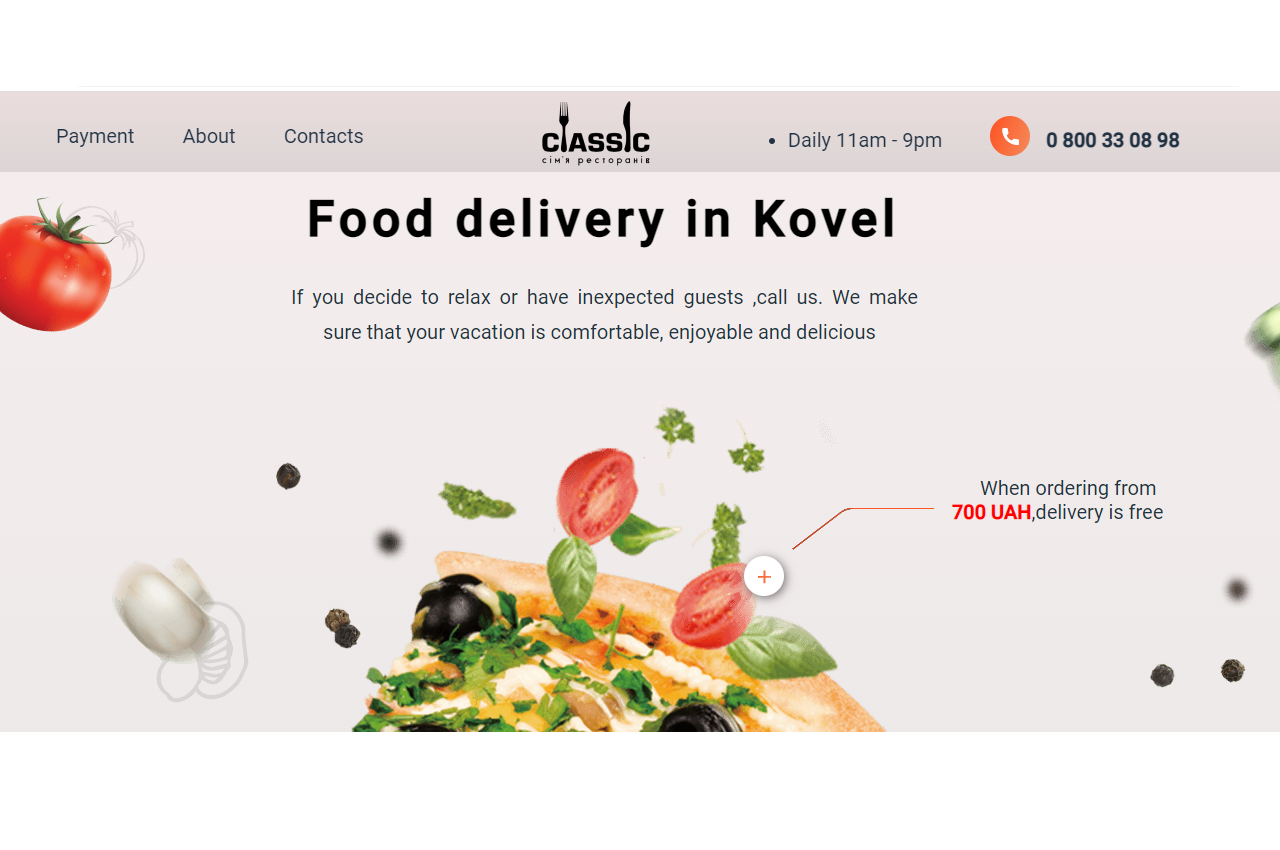 Payment About Contacts
CLASSIC
сім'я ресторанів
Daily 11am - 9pm
0 800 33 08 98
Food delivery in Kovel
If you decide to relax or have inexpected guests ,call us. We make
sure that your vacation is comfortable, enjoyable and delicious
When ordering from
700 UAH,delivery is free